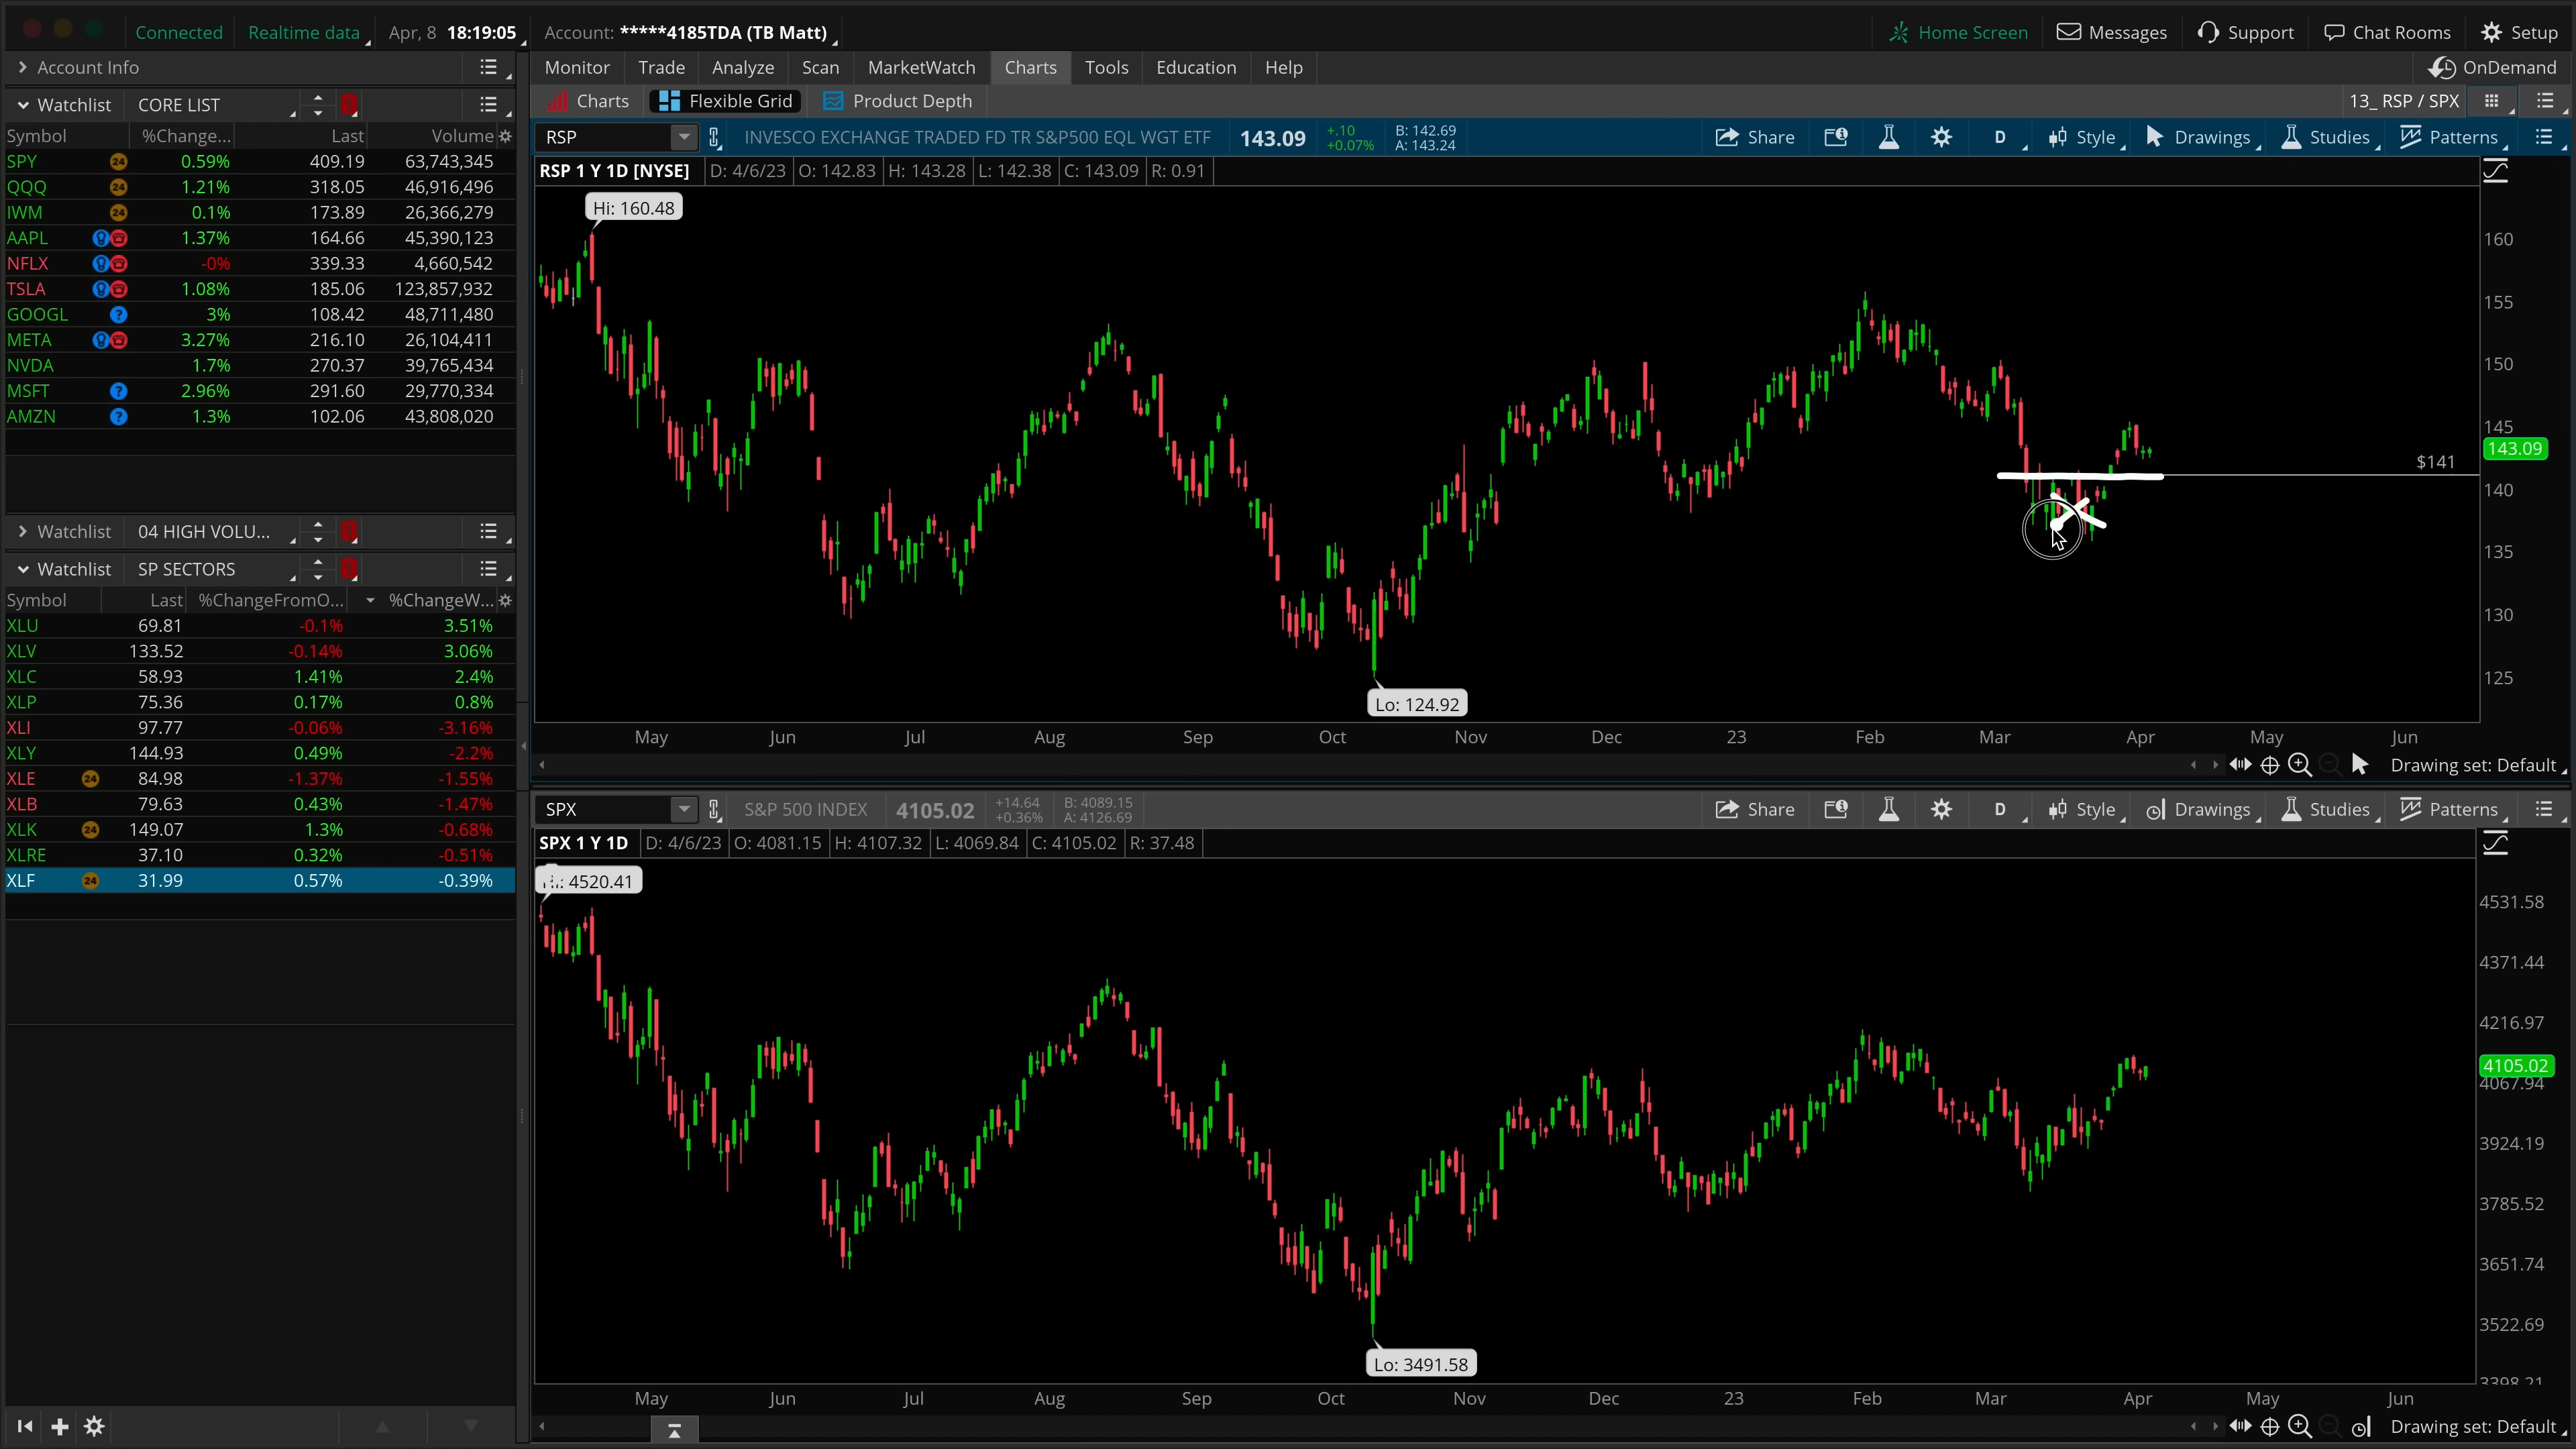 Connected Realtime data Apr, 8 18:19:05 Account: *****4185TDA (TB Matt) Home Screen Messages Support Chat Rooms Setup
Account Info
Monitor Trade Analyze Scan MarketWatch Charts Tools Education Help OnDemand
Charts Flexible Grid Product Depth 13_ RSP / SPX
Watchlist CORE LIST
Symbol %Change... Last Volume
SPY 24 0.59% 409.19 63,743,345
QQQ 24 1.21% 318.05 46,916,496
IWM 24 0.1% 173.89 26,366,279
AAPL 1.37% 164.66 45,390,123
NFLX -0% 339.33 4,660,542
TSLA 1.08% 185.06 123,857,932
GOOGL ? 3% 108.42 48,711,480
META 3.27% 216.10 26,104,411
NVDA 1.7% 270.37 39,765,434
MSFT ? 2.96% 291.60 29,770,334
AMZN ? 1.3% 102.06 43,808,020
Watchlist 04 HIGH VOLU...
Watchlist SP SECTORS
Symbol Last %ChangeFromO... %ChangeW...
XLU 69.81 -0.1% 3.51%
XLV 133.52 -0.14% 3.06%
XLC 58.93 1.41% 2.4%
XLP 75.36 0.17% 0.8%
XLI 97.77 -0.06% -3.16%
XLY 144.93 0.49% -2.2%
XLE 24 84.98 -1.37% -1.55%
XLB 79.63 0.43% -1.47%
XLK 24 149.07 1.3% -0.68%
XLRE 37.10 0.32% -0.51%
XLF 24 31.99 0.57% -0.39%
RSP INVESCO EXCHANGE TRADED FD TR S&P500 EQL WGT ETF 143.09 +.10 +0.07% B: 142.69 A: 143.24 Share D Style Drawings Studies Patterns
RSP 1 Y 1D [NYSE] D: 4/6/23 O: 142.83 H: 143.28 L: 142.38 C: 143.09 R: 0.91
Hi: 160.48
160
155
150
145
143.09
$141
140
135
130
125
Lo: 124.92
May Jun Jul Aug Sep Oct Nov Dec 23 Feb Mar Apr May Jun
Drawing set: Default
SPX S&P 500 INDEX 4105.02 +14.64 +0.36% B: 4089.15 A: 4126.69 Share D Style Drawings Studies Patterns
SPX 1 Y 1D D: 4/6/23 O: 4081.15 H: 4107.32 L: 4069.84 C: 4105.02 R: 37.48
4520.41
4531.58
4371.44
4216.97
4105.02
4067.94
3924.19
3785.52
3651.74
3522.69
Lo: 3491.58
3398.21
May Jun Jul Aug Sep Oct Nov Dec 23 Feb Mar Apr May Jun
Drawing set: Default